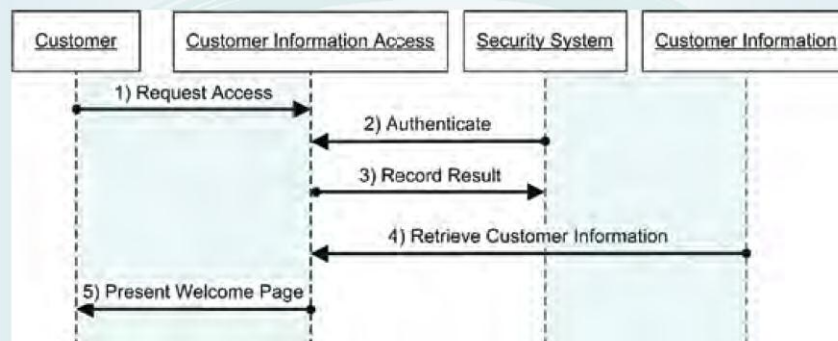 Customer
Customer Information Access
Security System
Customer Information
1) Request Access
2) Authenticate
3) Record Result
4) Retrieve Customer Information
5) Present Welcome Page